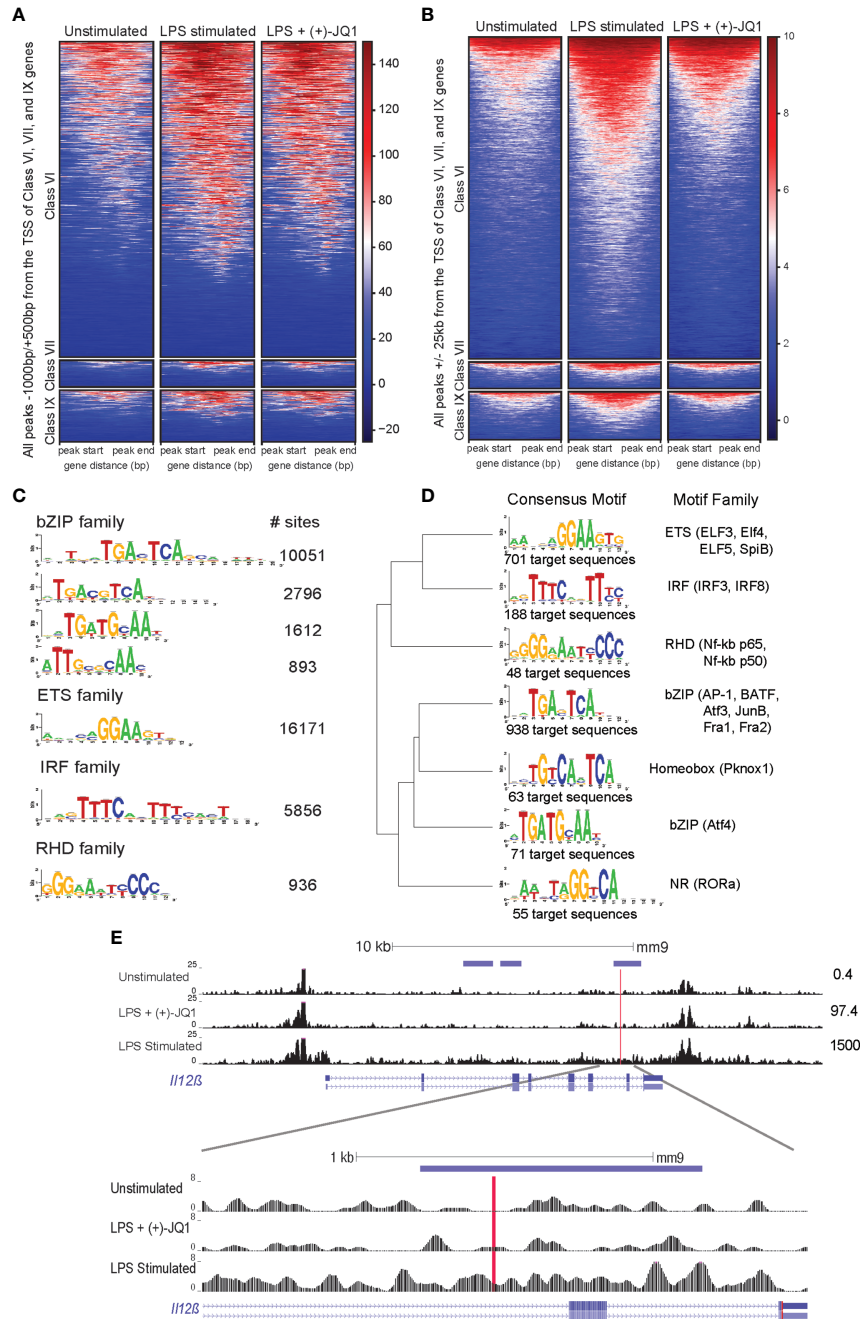 A
Unstimulated
LPS stimulated
LPS + (+)-JQ1
All peaks -1000bp/+500bp from the TSS of Class VI, VII, and IX genes
Class VI
Class VII
Class IX
140
120
100
80
60
40
20
0
−20
peak start peak end
peak start peak end
peak start peak end
gene distance (bp)
gene distance (bp)
gene distance (bp)
B
Unstimulated
LPS stimulated
LPS + (+)-JQ1
All peaks +/- 25kb from the TSS of Class VI, VII, and IX genes
Class VI
Class VII
Class IX
10
8
6
4
2
0
peak start peak end
peak start peak end
peak start peak end
gene distance (bp)
gene distance (bp)
gene distance (bp)
C
bZIP family
# sites
10051
2796
1612
893
ETS family
16171
IRF family
5856
RHD family
936
D
Consensus Motif
Motif Family
701 target sequences
ETS (ELF3, Elf4,
ELF5, SpiB)
188 target sequences
IRF (IRF3, IRF8)
48 target sequences
RHD (Nf-kb p65,
Nf-kb p50)
938 target sequences
bZIP (AP-1, BATF,
Atf3, JunB,
Fra1, Fra2)
63 target sequences
Homeobox (Pknox1)
71 target sequences
bZIP (Atf4)
55 target sequences
NR (RORa)
E
10 kb
mm9
25
Unstimulated
0
0.4
25
LPS + (+)-JQ1
0
97.4
25
LPS Stimulated
0
1500
Il12ß
1 kb
mm9
8
Unstimulated
0
8
LPS + (+)-JQ1
0
8
LPS Stimulated
0
Il12ß